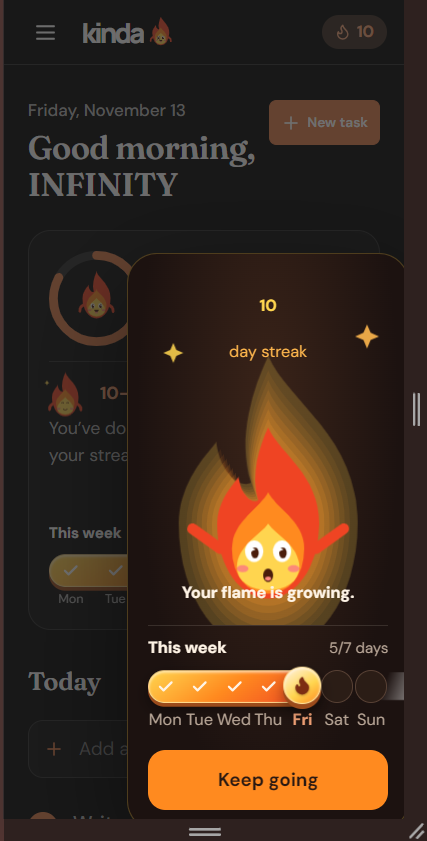 kinda
10
Friday, November 13
New task
Good morning,
INFINITY
10-
You've do
your strea
This week
Mon Tue
Today
Add a
10
day streak
Your flame is growing.
This week
5/7 days
Mon Tue Wed Thu Fri Sat Sun
Keep going